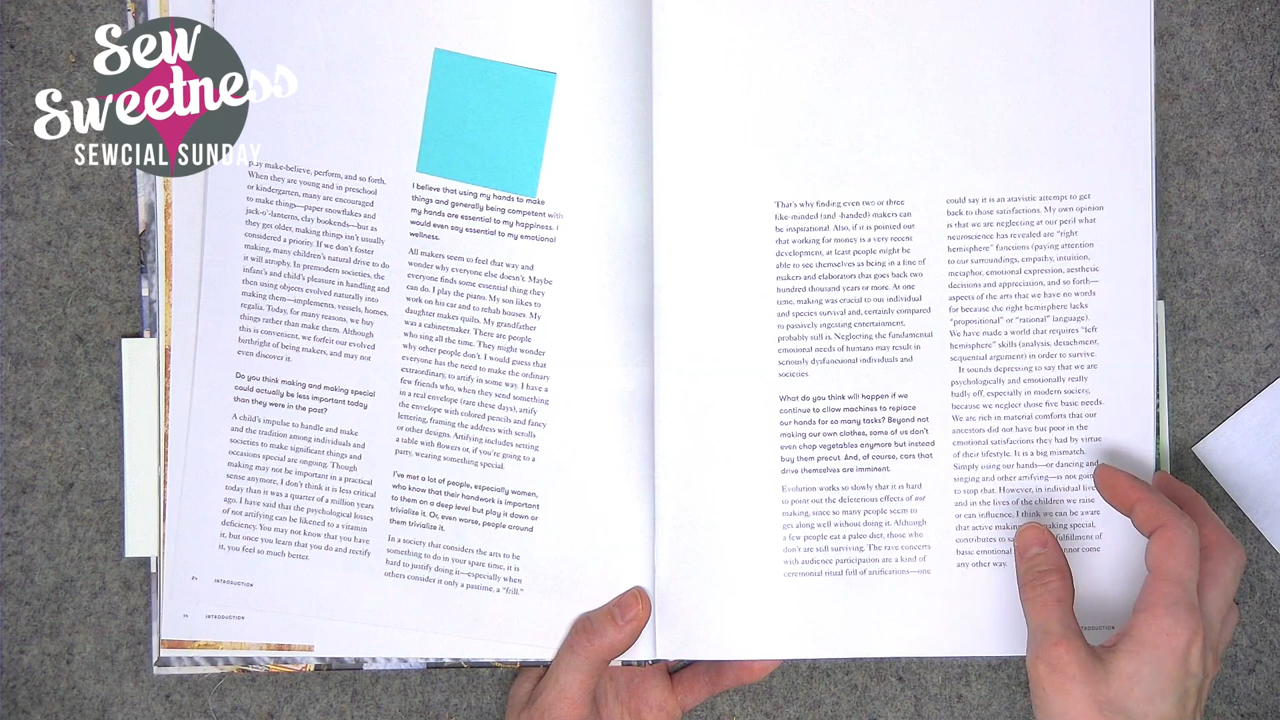 Sew
Sweetness
SEWCIAL SUNDAY
play make-believe, perform, and so forth.
When they are young and in preschool
or kindergarten, many are encouraged
to make things—paper snowflakes and
jack-o'-lanterns, clay bookends—but as
they get older, making things isn't usually
considered a priority. If we don't foster
making, many children's natural drive to do
it will atrophy. In premodern societies, the
infant's and child's pleasure in handling and
then using objects evolved naturally into
making them—implements, vessels, homes,
regalia. Today, for many reasons, we buy
things rather than make them. Although
this is convenient, we forfeit our evolved
birthright of being makers, and may not
even discover it.
Do you think making and making special
could actually be less important today
than they were in the past?
A child's impulse to handle and make
and the tradition among individuals and
societies to make significant things and
occasions special are ongoing. Though
making may not be important in a practical
sense anymore, I don't think it is less critical
today than it was a quarter of a million years
ago. I have said that the psychological losses
of not artifying can be likened to a vitamin
deficiency. You may not know that you have
it, but once you learn that you do and rectify
it, you feel so much better.
24 INTRODUCTION
INTRODUCTION
I believe that using my hands to make
things and generally being competent with
my hands are essential to my happiness. I
would even say essential to my emotional
wellness.
All makers seem to feel that way and
wonder why everyone else doesn't. Maybe
everyone finds some essential thing they
can do. I play the piano. My son likes to
work on his car and to rehab houses. My
daughter makes quilts. My grandfather
was a cabinetmaker. There are people
who sing all the time. They might wonder
why other people don't. I would guess that
everyone has the need to make the ordinary
extraordinary, to artify in some way. I have a
few friends who, when they send something
in a real envelope (rare these days), artify
the envelope with colored pencils and fancy
lettering, framing the address with scrolls
or other designs. Artifying includes setting
a table with flowers or, if you're going to a
party, wearing something special.
I've met a lot of people, especially women,
who know that their handwork is important
to them on a deep level but play it down or
trivialize it. Or, even worse, people around
them trivialize it.
In a society that considers the arts to be
something to do in your spare time, it is
hard to justify doing it—especially when
others consider it only a pastime, a "frill."
That's why finding even two or three
like-minded (and -handed) makers can
be inspirational. Also, if it is pointed out
that working for money is a very recent
development, at least people might be
able to see themselves as being in a line of
makers and elaborators that goes back two
hundred thousand years or more. At one
time, making was crucial to our individual
and species survival and, certainly compared
to passively ingesting entertainment,
probably still is. Neglecting the fundamental
emotional needs of humans may result in
seriously dysfunctional individuals and
societies.
What do you think will happen if we
continue to allow machines to replace
our hands for so many tasks? Beyond not
making our own clothes, some of us don't
even chop vegetables anymore but instead
buy them precut. And, of course, cars that
drive themselves are imminent.
Evolution works so slowly that it is hard
to point out the deleterious effects of not
making, since so many people seem to
get along well without doing it. Although
a few people eat a paleo diet, those who
don't are still surviving. The rave concerts
with audience participation are a kind of
ceremonial ritual full of artifications—one
could say it is an atavistic attempt to get
back to those satisfactions. My own opinion
is that we are neglecting at our peril what
neuroscience has revealed are "right
hemisphere" functions (paying attention
to our surroundings, empathy, intuition,
metaphor, emotional expression, aesthetic
decisions and appreciation, and so forth—
aspects of the arts that we have no words
for because the right hemisphere lacks
"propositional" or "rational" language).
We have made a world that requires "left
hemisphere" skills (analysis, detachment,
sequential argument) in order to survive.
It sounds depressing to say that we are
psychologically and emotionally really
badly off, especially in modern society,
because we neglect those five basic needs.
We are rich in material comforts that our
ancestors did not have but poor in the
emotional satisfactions they had by virtue
of their lifestyle. It is a big mismatch.
Simply using our hands—or dancing and
singing and other artifying—is not going
to stop that. However, in individual lives
and in the lives of the children we raise
or can influence, I think we can be aware
that active making making special,
contributes to fulfillment of
basic emotional cannot come
any other way.
INTRODUCTION